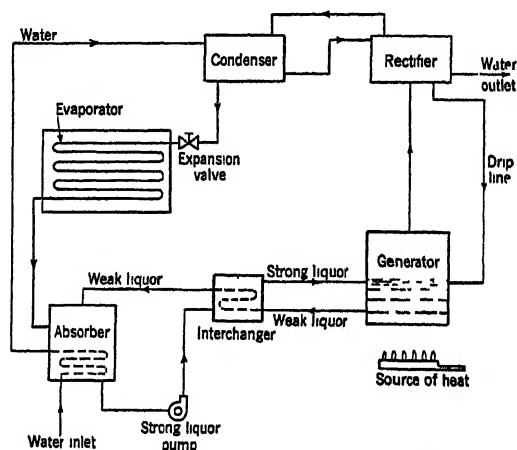 Water
Condenser
Rectifier
Water
outlet
Evaporator
Expansion
valve
Drip
line
Generator
Strong liquor
Weak liquor
Absorber
Interchanger
Weak liquor
Source of heat
Water inlet
Strong liquor
pump